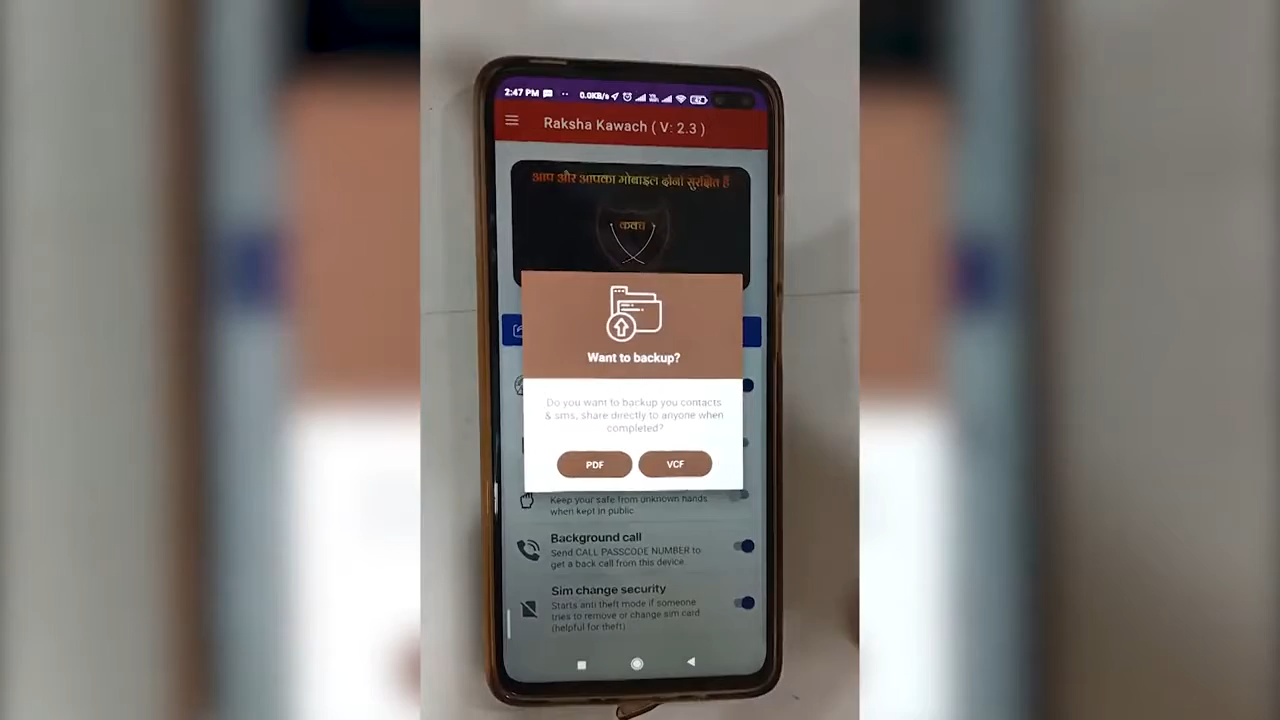 2:47 PM
0.0KB/s
Raksha Kawach ( V: 2.3 )
आप और आपका मोबाइल दोनों सुरक्षित हैं
कवच
Want to backup?
Do you want to backup you contacts
& sms, share directly to anyone when
completed?
PDF
VCF
Keep your safe from unknown hands
when kept in public
Background call
Send CALL PASSCODE NUMBER to
get a back call from this device
Sim change security
Starts anti theft mode if someone
tries to remove or change sim card
(helpful for theft)